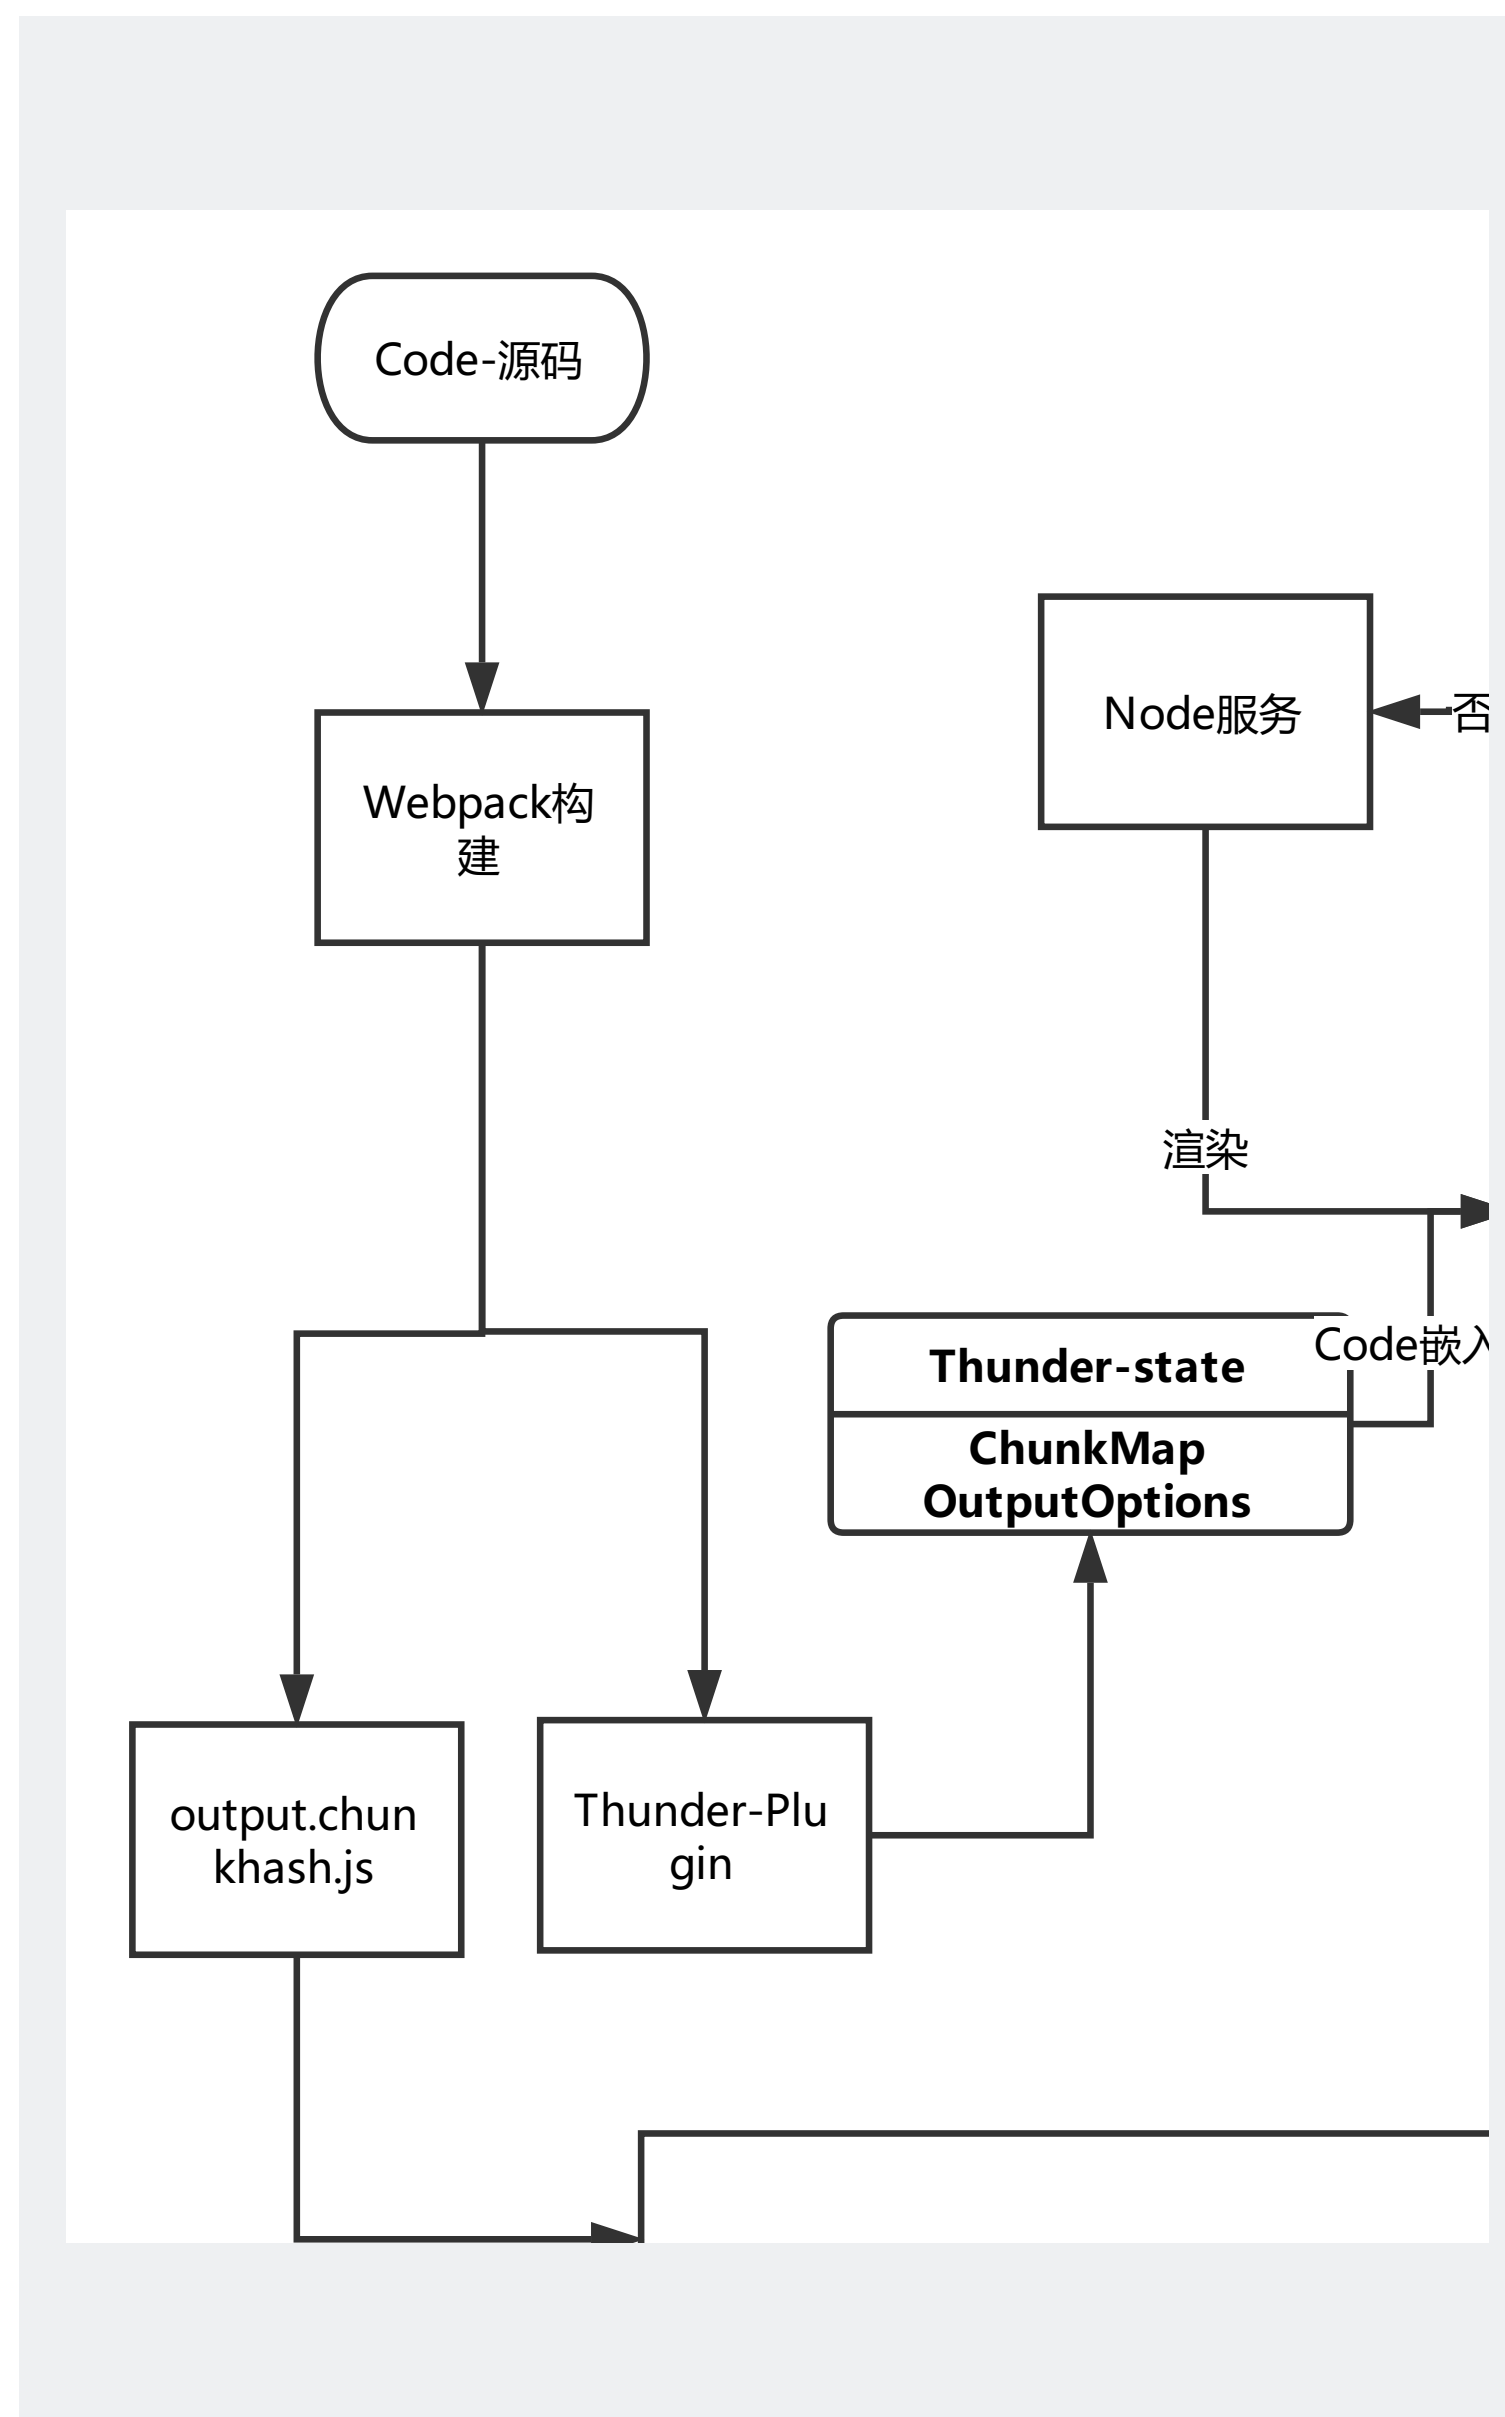 Code-源码
Node服务
否
Webpack构
建
渲染
Code嵌入
Thunder-state
ChunkMap
OutputOptions
output.chun
khash.js
Thunder-Plu
gin